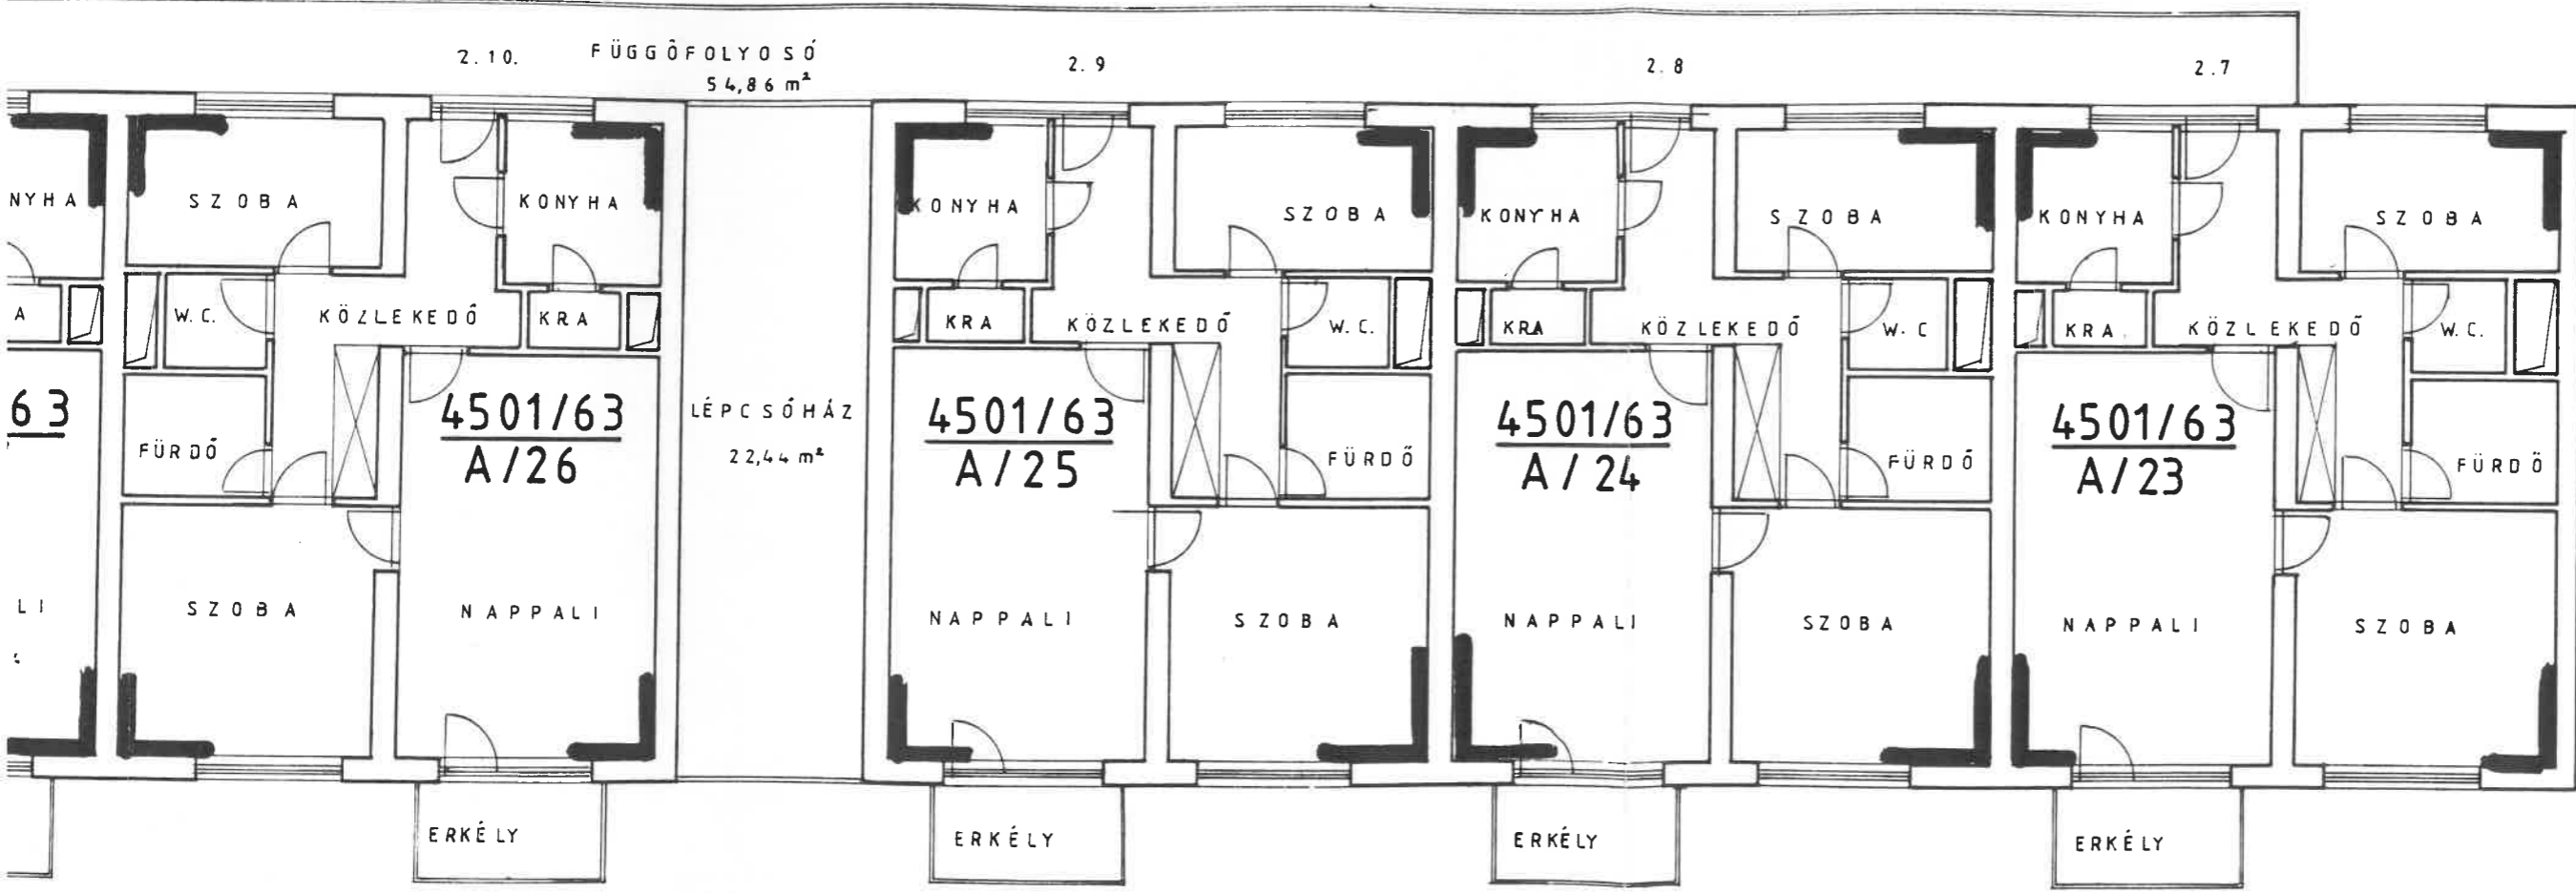 2.10.
FÜGGŐFOLYOSÓ
54,86 m²
2.9
2.8
2.7
NYHA
SZOBA
KONYHA
KONYHA
SZOBA
KONYHA
SZOBA
KONYHA
SZOBA
A
W.C.
KÖZLEKEDŐ
KRA
KRA
KÖZLEKEDŐ
W.C.
KRA
KÖZLEKEDŐ
W.C
KRA
KÖZLEKEDŐ
W.C.
63
FÜRDŐ
4501/63
A/26
LÉPCSŐHÁZ
22,44 m²
4501/63
A/25
FÜRDŐ
4501/63
A/24
FÜRDŐ
4501/63
A/23
FÜRDŐ
LI
SZOBA
NAPPALI
NAPPALI
SZOBA
NAPPALI
SZOBA
NAPPALI
SZOBA
ERKÉLY
ERKÉLY
ERKÉLY
ERKÉLY